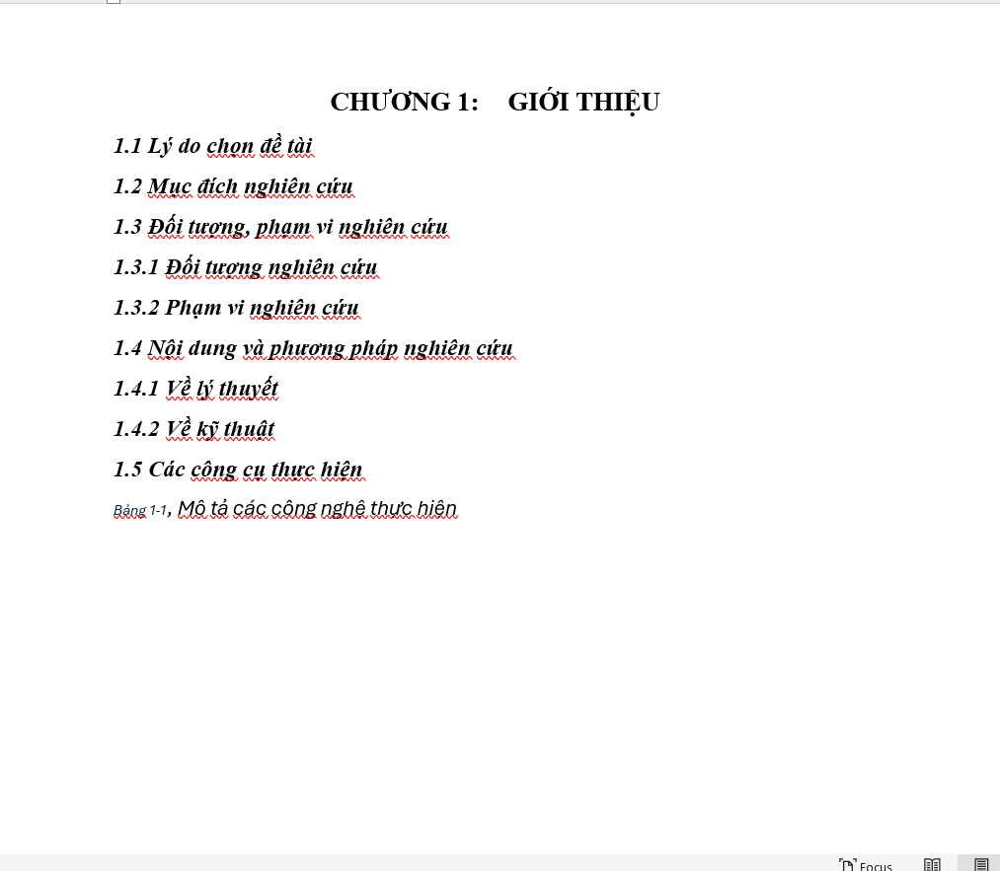 CHƯƠNG 1: GIỚI THIỆU
1.1 Lý do chọn đề tài
1.2 Mục đích nghiên cứu
1.3 Đối tượng, phạm vi nghiên cứu
1.3.1 Đối tượng nghiên cứu
1.3.2 Phạm vi nghiên cứu
1.4 Nội dung và phương pháp nghiên cứu
1.4.1 Về lý thuyết
1.4.2 Về kỹ thuật
1.5 Các công cụ thực hiện
Bảng 1-1, Mô tả các công nghệ thực hiện
Focus